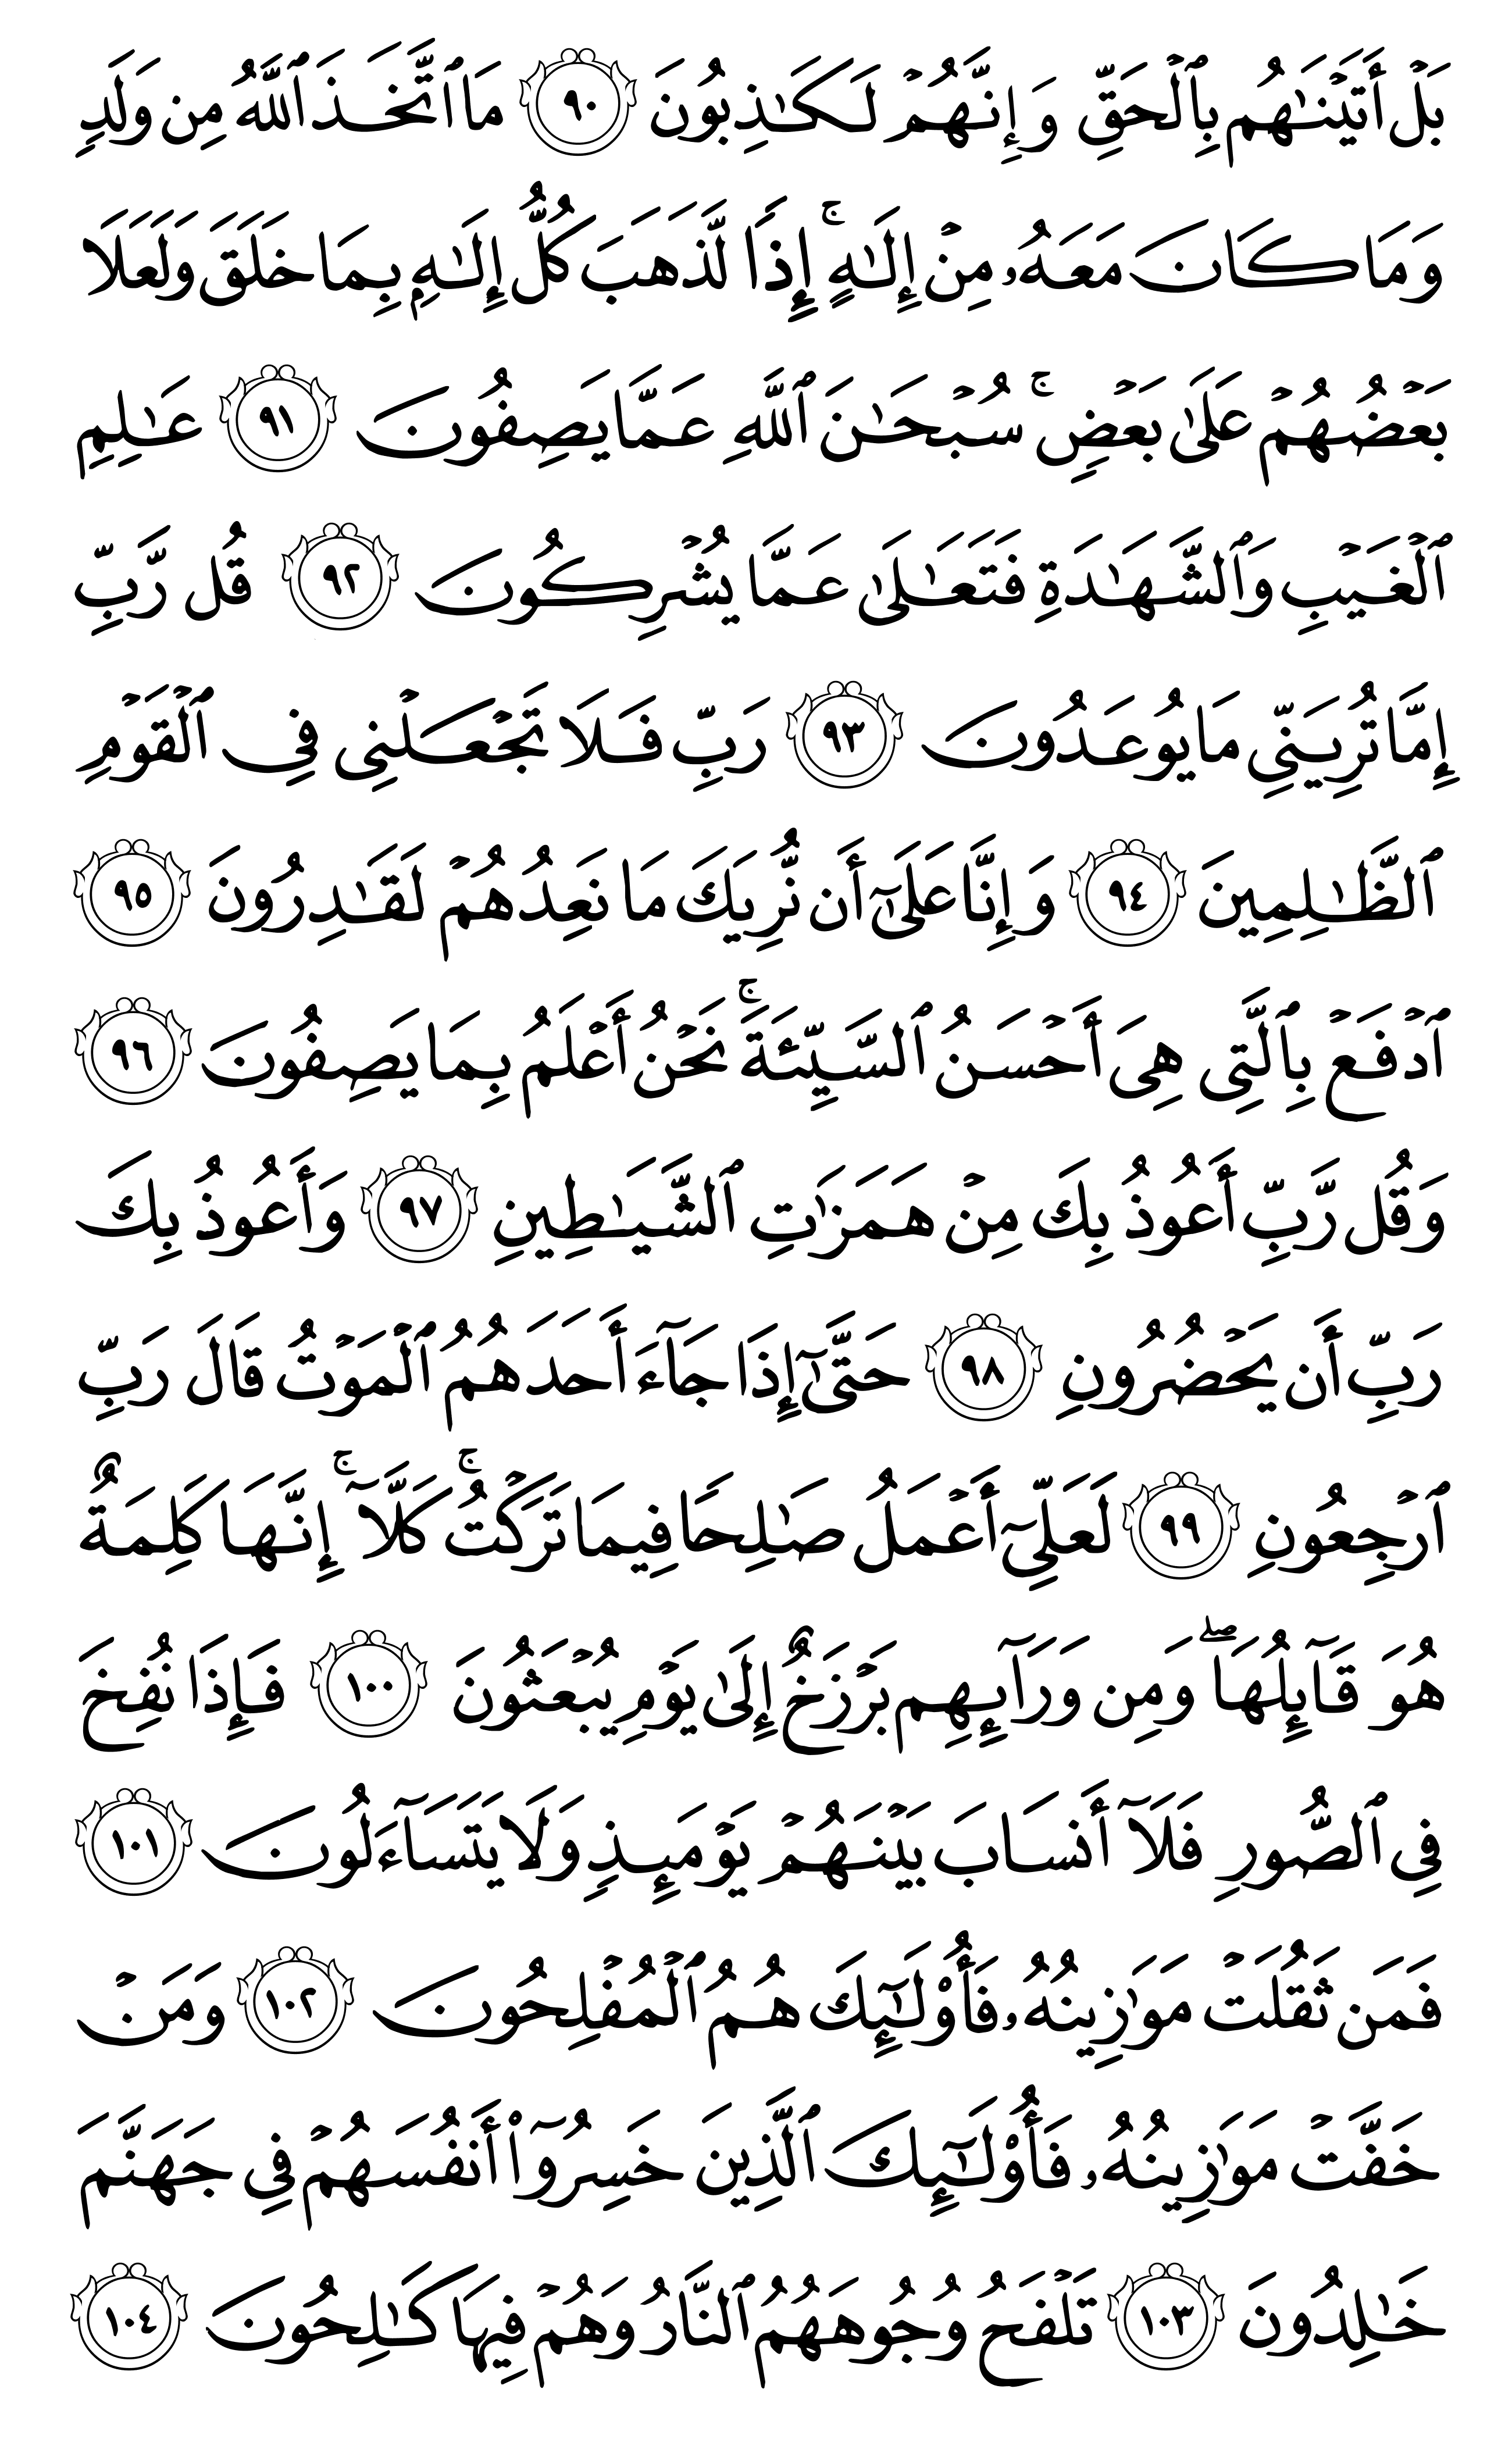 بَلْ أَتَيْنَٰهُم بِٱلْحَقِّ وَإِنَّهُمْ لَكَٰذِبُونَ ٩٠ مَا ٱتَّخَذَ ٱللَّهُ مِن وَلَدٍ
وَمَا كَانَ مَعَهُۥ مِنْ إِلَٰهٍ ۚ إِذًا لَّذَهَبَ كُلُّ إِلَٰهٍۭ بِمَا خَلَقَ وَلَعَلَا
بَعْضُهُمْ عَلَىٰ بَعْضٍ ۚ سُبْحَٰنَ ٱللَّهِ عَمَّا يَصِفُونَ ٩١ عَٰلِمِ
ٱلْغَيْبِ وَٱلشَّهَٰدَةِ فَتَعَٰلَىٰ عَمَّا يُشْرِكُونَ ٩٢ قُل رَّبِّ
إِمَّا تُرِيَنِّى مَا يُوعَدُونَ ٩٣ رَبِّ فَلَا تَجْعَلْنِى فِى ٱلْقَوْمِ
ٱلظَّٰلِمِينَ ٩٤ وَإِنَّا عَلَىٰٓ أَن نُّرِيَكَ مَا نَعِدُهُمْ لَقَٰدِرُونَ ٩٥
ٱدْفَعْ بِٱلَّتِى هِىَ أَحْسَنُ ٱلسَّيِّئَةَ ۚ نَحْنُ أَعْلَمُ بِمَا يَصِفُونَ ٩٦
وَقُل رَّبِّ أَعُوذُ بِكَ مِنْ هَمَزَٰتِ ٱلشَّيَٰطِينِ ٩٧ وَأَعُوذُ بِكَ
رَبِّ أَن يَحْضُرُونِ ٩٨ حَتَّىٰٓ إِذَا جَآءَ أَحَدَهُمُ ٱلْمَوْتُ قَالَ رَبِّ
ٱرْجِعُونِ ٩٩ لَعَلِّىٓ أَعْمَلُ صَٰلِحًا فِيمَا تَرَكْتُ ۚ كَلَّآ ۚ إِنَّهَا كَلِمَةٌ
هُوَ قَآئِلُهَا ۖ وَمِن وَرَآئِهِم بَرْزَخٌ إِلَىٰ يَوْمِ يُبْعَثُونَ ١٠٠ فَإِذَا نُفِخَ
فِى ٱلصُّورِ فَلَآ أَنسَابَ بَيْنَهُمْ يَوْمَئِذٍ وَلَا يَتَسَآءَلُونَ ١٠١
فَمَن ثَقُلَتْ مَوَٰزِينُهُۥ فَأُو۟لَٰٓئِكَ هُمُ ٱلْمُفْلِحُونَ ١٠٢ وَمَنْ
خَفَّتْ مَوَٰزِينُهُۥ فَأُو۟لَٰٓئِكَ ٱلَّذِينَ خَسِرُوٓا۟ أَنفُسَهُمْ فِى جَهَنَّمَ
خَٰلِدُونَ ١٠٣ تَلْفَحُ وُجُوهَهُمُ ٱلنَّارُ وَهُمْ فِيهَا كَٰلِحُونَ ١٠٤